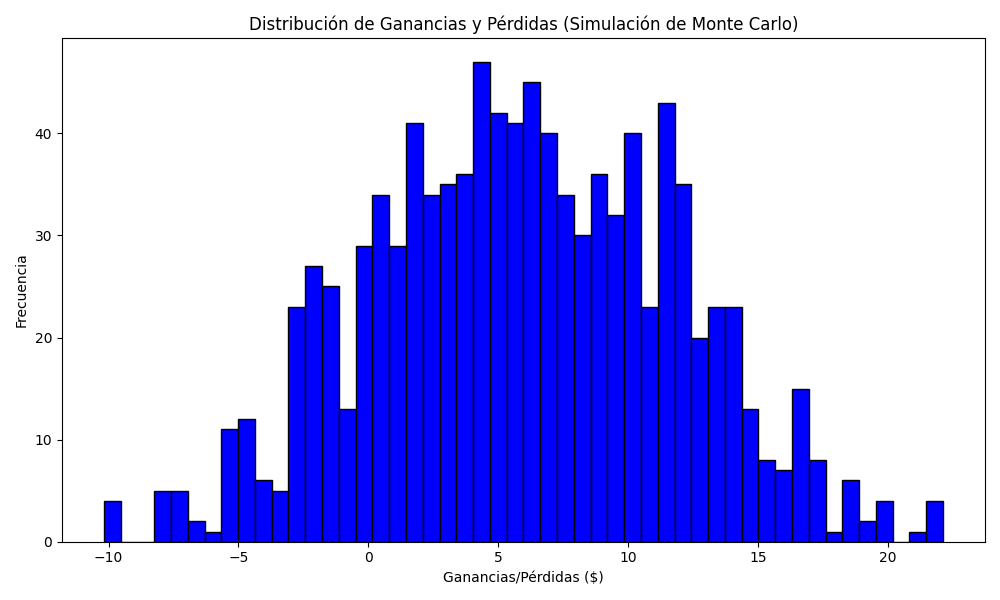 Distribución de Ganancias y Pérdidas (Simulación de Monte Carlo)
Frecuencia
40
30
20
10
0
−10 −5 0 5 10 15 20
Ganancias/Pérdidas ($)